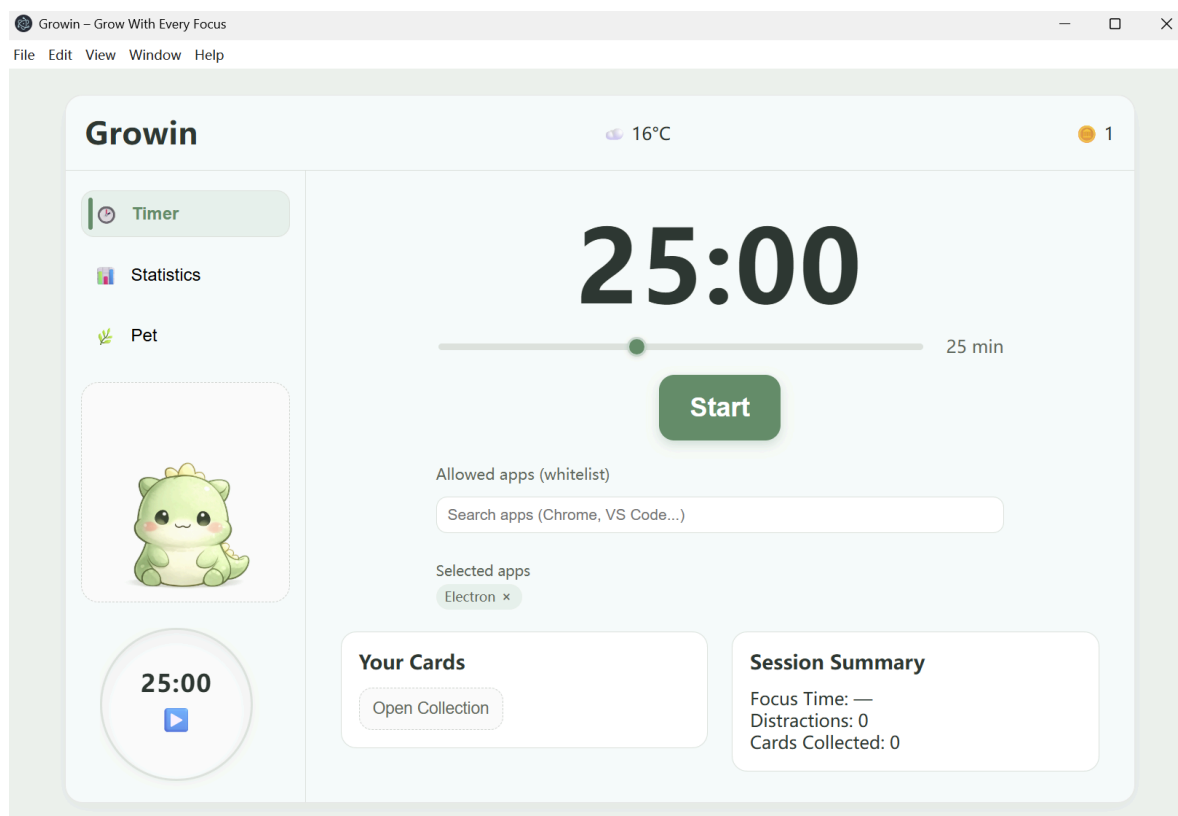 Growin – Grow With Every Focus
File Edit View Window Help
Growin
16°C
1
Timer
Statistics
Pet
25:00
25:00
25 min
Start
Allowed apps (whitelist)
Search apps (Chrome, VS Code...)
Selected apps
Electron ×
Your Cards
Open Collection
Session Summary
Focus Time: —
Distractions: 0
Cards Collected: 0